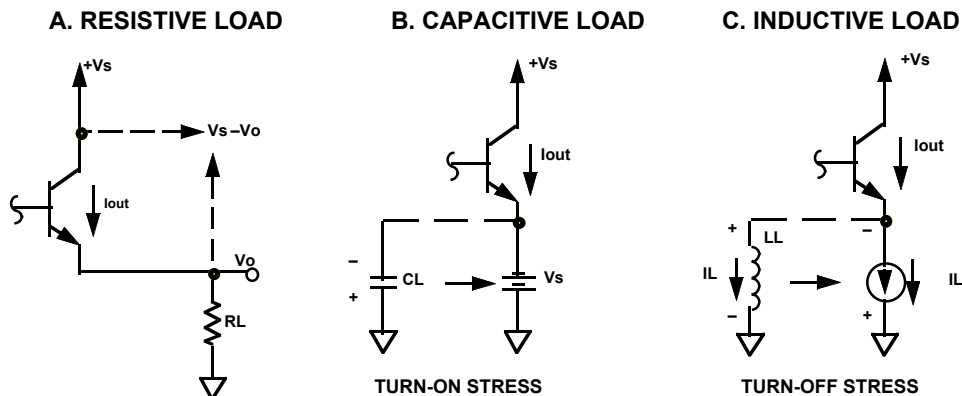 A. RESISTIVE LOAD
+Vs
Vs –Vo
Iout
Vo
RL
B. CAPACITIVE LOAD
+Vs
Iout
–
CL
+
Vs
TURN-ON STRESS
C. INDUCTIVE LOAD
+Vs
Iout
+
LL
–
IL
–
IL
+
TURN-OFF STRESS